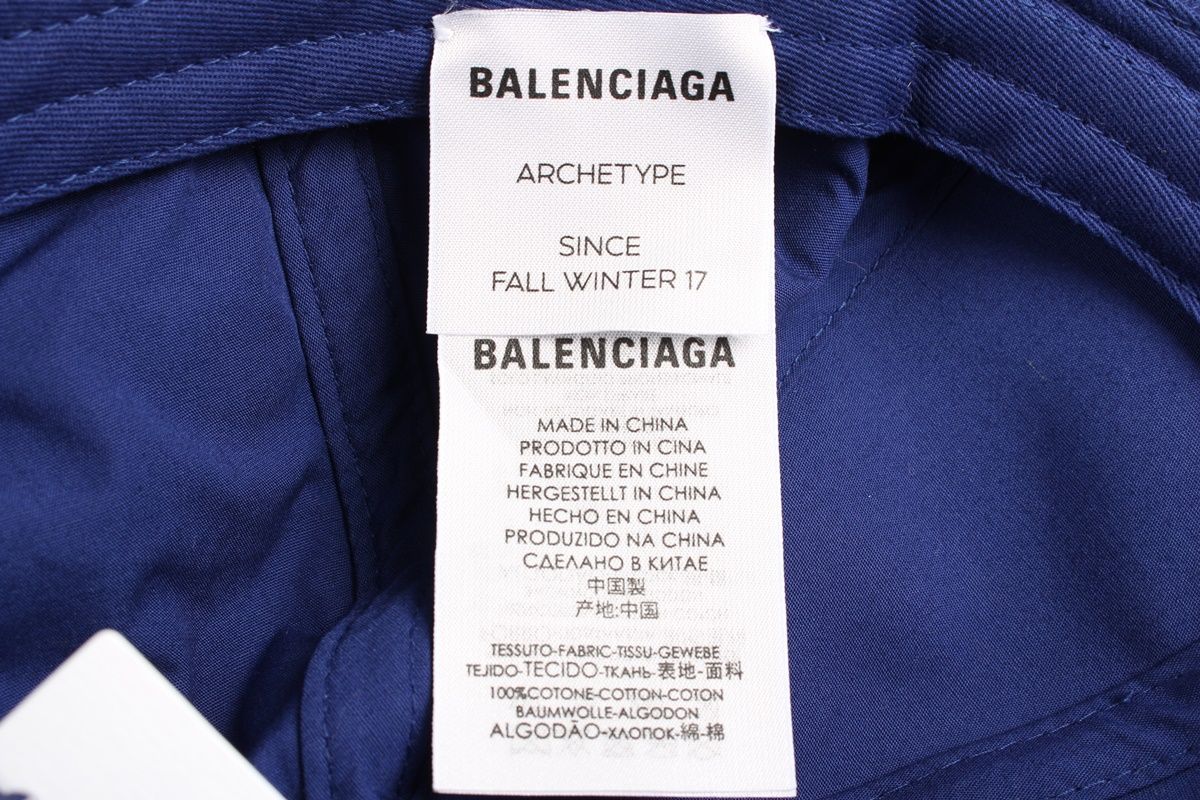 BALENCIAGA
ARCHETYPE
SINCE
FALL WINTER 17
BALENCIAGA
MADE IN CHINA
PRODOTTO IN CINA
FABRIQUE EN CHINE
HERGESTELLT IN CHINA
HECHO EN CHINA
PRODUZIDO NA CHINA
СДЕЛАНО В КИТАЕ
中国製
产地:中国
TESSUTO-FABRIC-TISSU-GEWEBE
TEJIDO-TECIDO-ТКАНЬ-表地-面料
100%COTONE-COTTON-COTON
BAUMWOLLE-ALGODON
ALGODÃO-ХЛОПОК-綿-棉